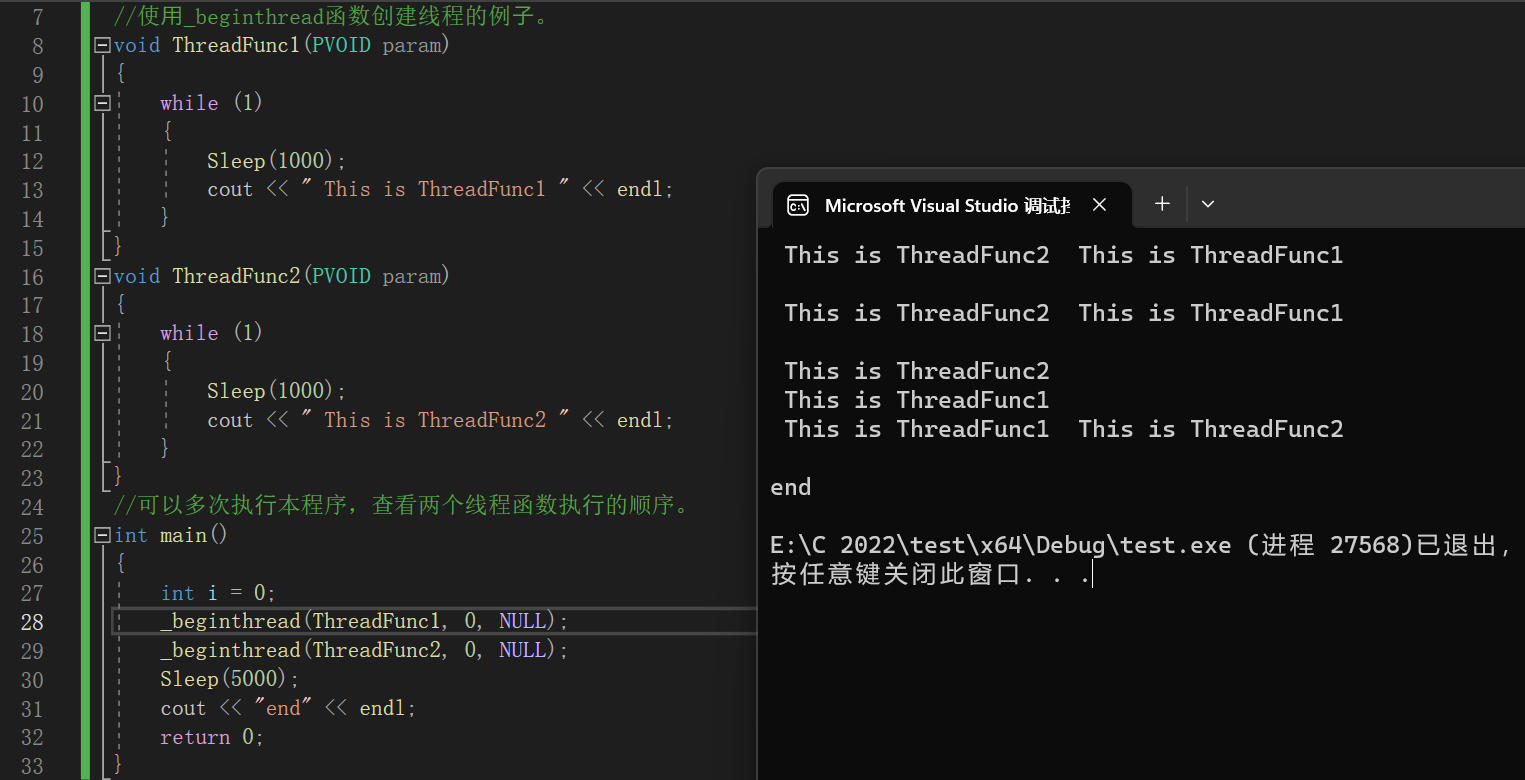 7 //使用_beginthread函数创建线程的例子。
8 void ThreadFunc1(PVOID param)
9 {
10 while (1)
11 {
12 Sleep(1000);
13 cout << " This is ThreadFunc1 " << endl;
14 }
15 }
16 void ThreadFunc2(PVOID param)
17 {
18 while (1)
19 {
20 Sleep(1000);
21 cout << " This is ThreadFunc2 " << endl;
22 }
23 }
24 //可以多次执行本程序，查看两个线程函数执行的顺序。
25 int main()
26 {
27 int i = 0;
28 _beginthread(ThreadFunc1, 0, NULL);
29 _beginthread(ThreadFunc2, 0, NULL);
30 Sleep(5000);
31 cout << "end" << endl;
32 return 0;
33 }
Microsoft Visual Studio 调试
This is ThreadFunc2  This is ThreadFunc1
This is ThreadFunc2  This is ThreadFunc1
This is ThreadFunc2
This is ThreadFunc1
This is ThreadFunc1  This is ThreadFunc2
end
E:\C 2022\test\x64\Debug\test.exe (进程 27568)已退出，
按任意键关闭此窗口. . .